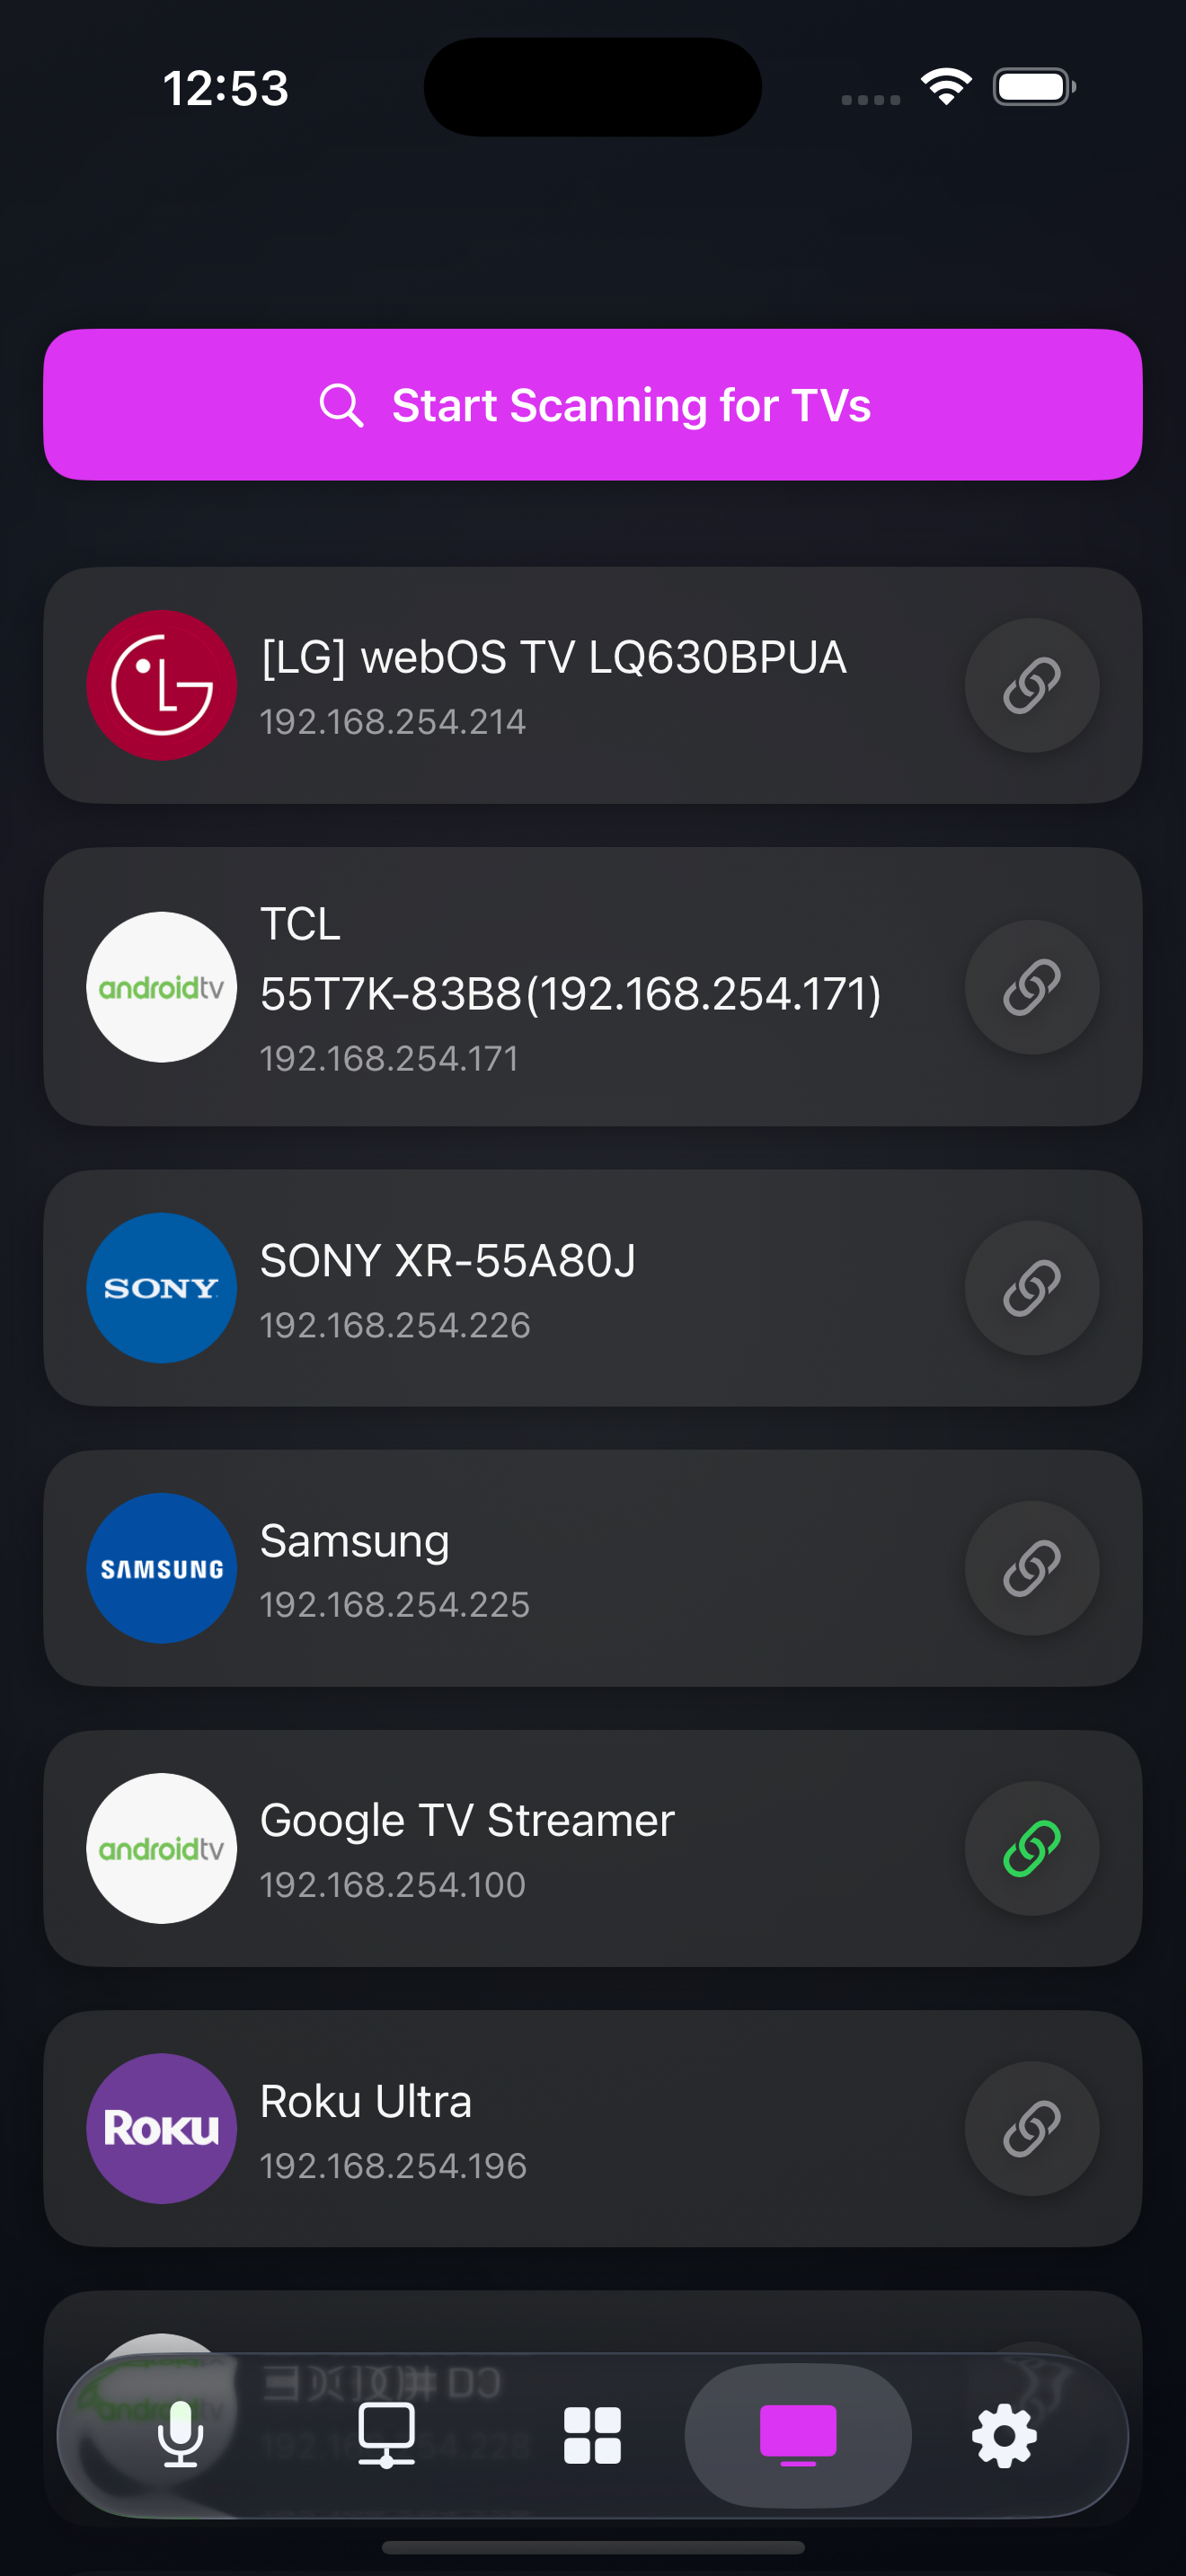 12:53
Start Scanning for TVs
LG
[LG] webOS TV LQ630BPUA
192.168.254.214
androidtv
TCL
55T7K-83B8(192.168.254.171)
192.168.254.171
SONY
SONY XR-55A80J
192.168.254.226
SAMSUNG
Samsung
192.168.254.225
androidtv
Google TV Streamer
192.168.254.100
ROKU
Roku Ultra
192.168.254.196
androidtv